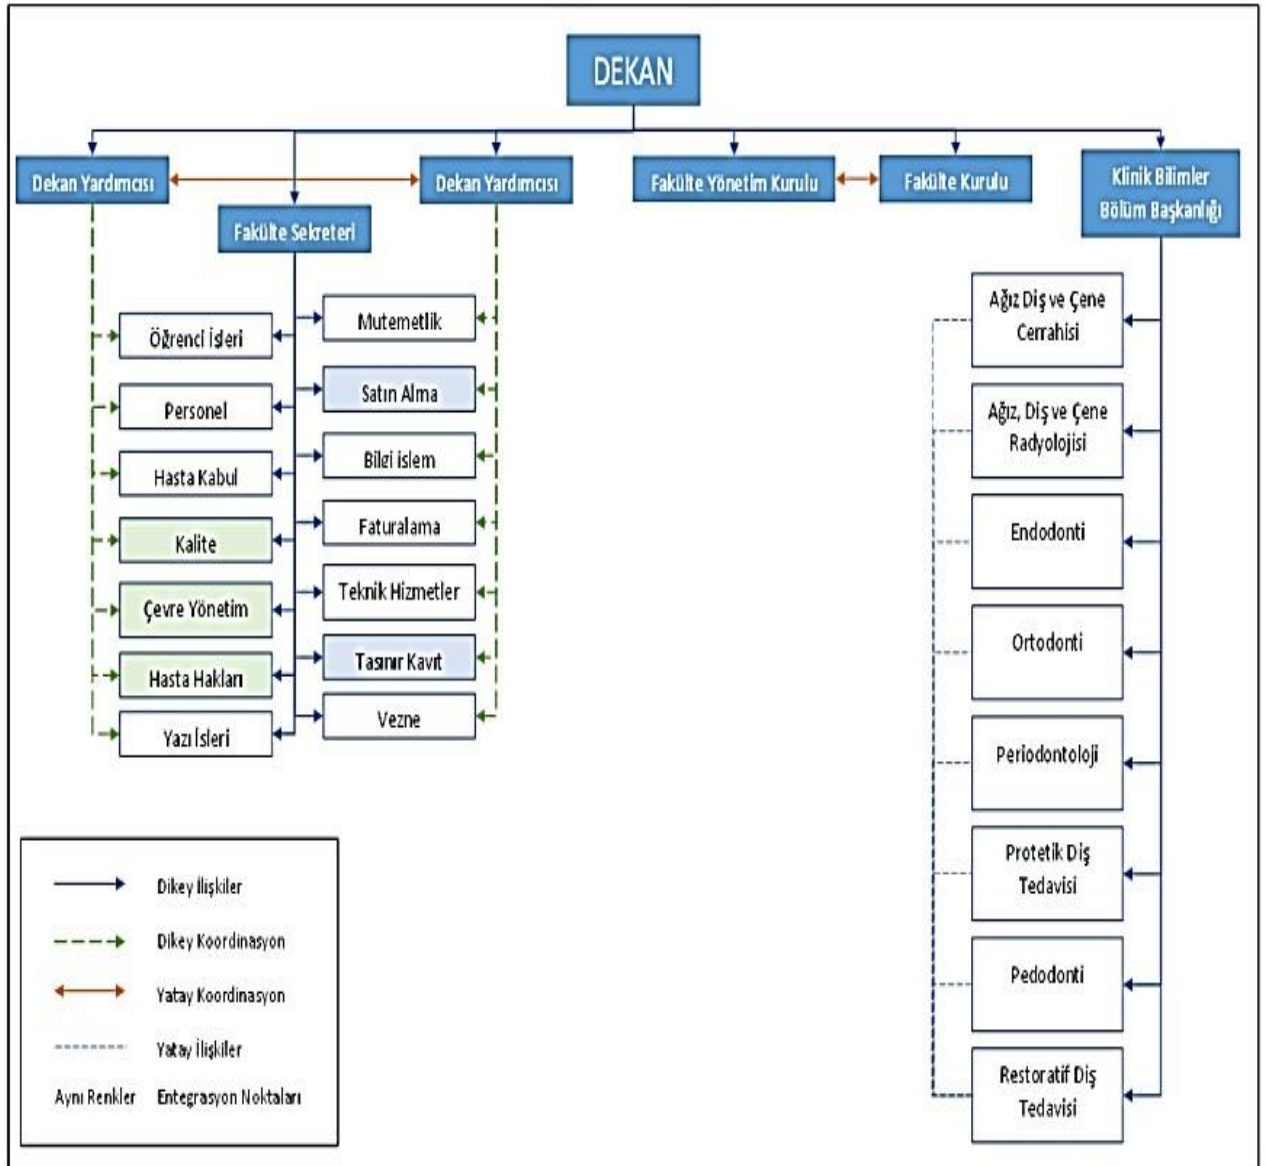 DEKAN
Dekan Yardımcısı
Dekan Yardımcısı
Fakülte Yönetim Kurulu
Fakülte Kurulu
Klinik Bilimler
Bölüm Başkanlığı
Fakülte Sekreteri
Öğrenci İşleri
Personel
Hasta Kabul
Kalite
Çevre Yönetim
Hasta Hakları
Yazı İsleri
Mutemetlik
Satın Alma
Bilgi islem
Faturalama
Teknik Hizmetler
Tasınır Kavıt
Vezne
Ağız Diş ve Çene
Cerrahisi
Ağız, Diş ve Çene
Radyolojisi
Endodonti
Ortodonti
Periodontoloji
Protetik Diş
Tedavisi
Pedodonti
Restoratif Diş
Tedavisi
Dikey İlişkiler
Dikey Koordinasyon
Yatay Koordinasyon
Yatay İlişkiler
Aynı Renkler Entegrasyon Noktaları